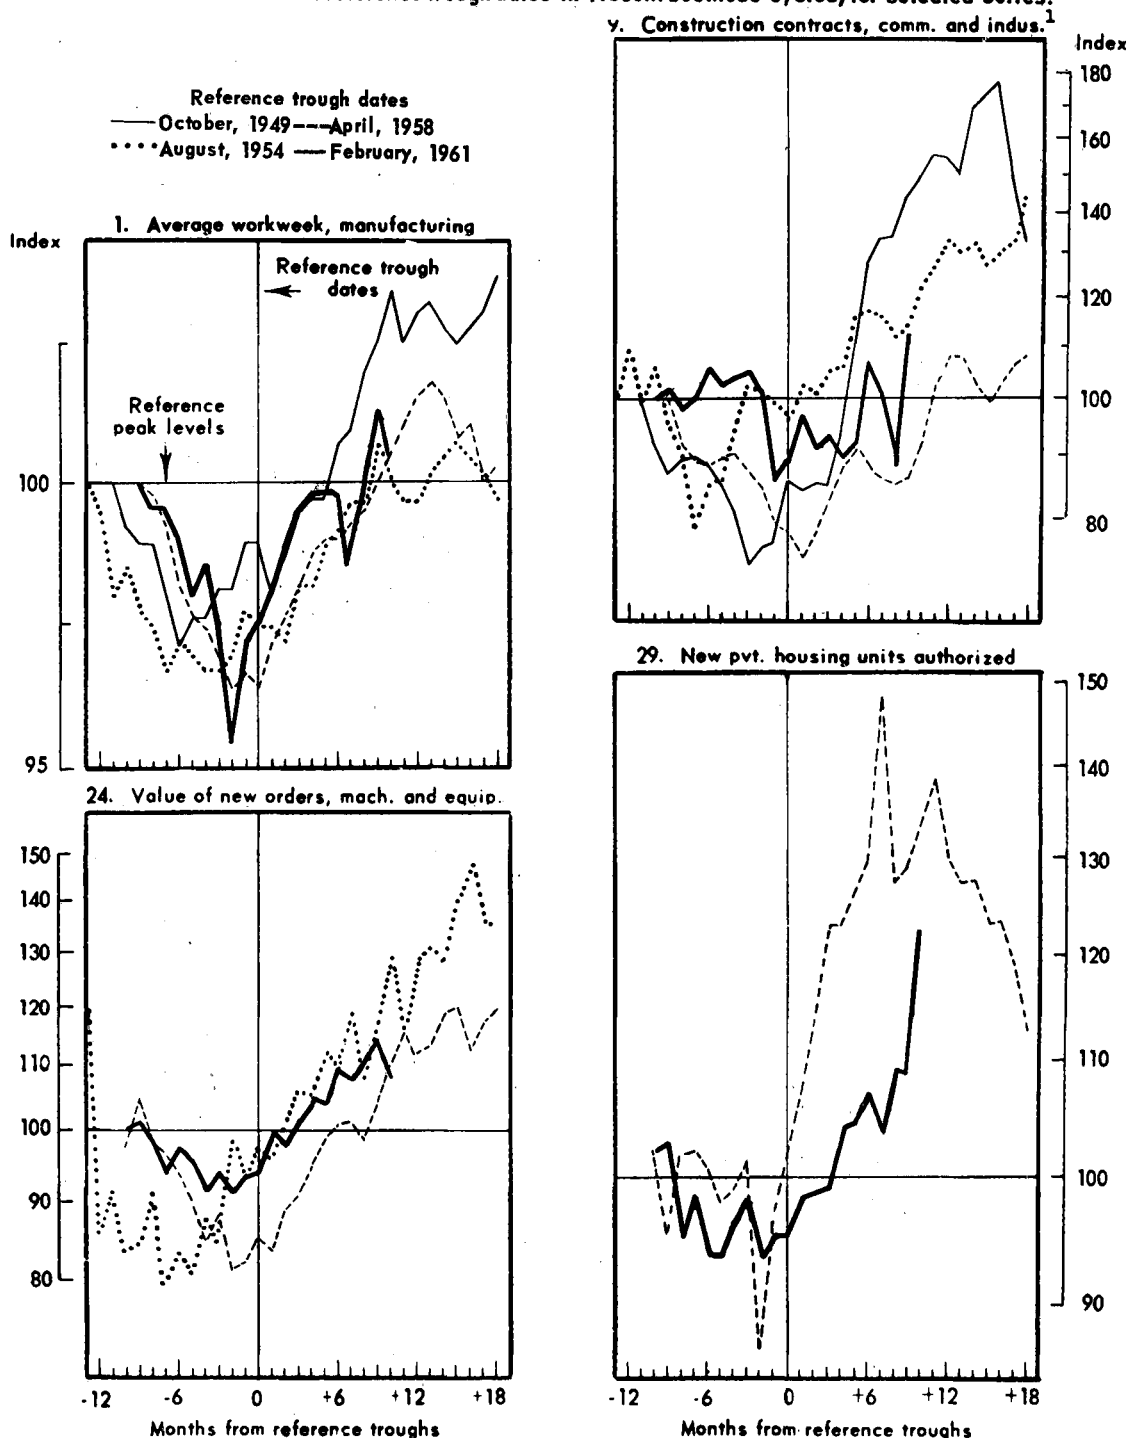 y. Construction contracts, comm. and indus.1
Index
Reference trough dates
October, 1949 April, 1958
August, 1954 February, 1961
1. Average workweek, manufacturing
Index
Reference trough
dates
Reference
peak levels
100
95
180
160
140
120
100
80
24. Value of new orders, mach. and equip.
150
140
130
120
110
100
90
80
-12 -6 0 +6 +12 +18
Months from reference troughs
29. New pvt. housing units authorized
150
140
130
120
110
100
90
-12 -6 0 +6 +12 +18
Months from reference troughs